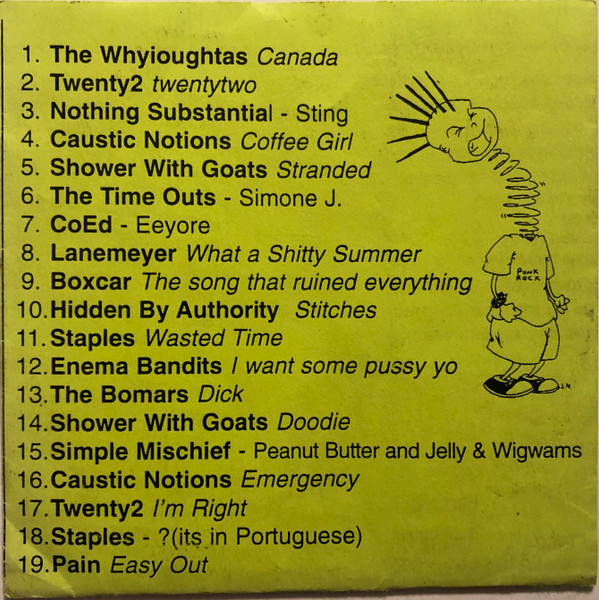 1. The Whyioughtas Canada
2. Twenty2 twentytwo
3. Nothing Substantial - Sting
4. Caustic Notions Coffee Girl
5. Shower With Goats Stranded
6. The Time Outs - Simone J.
7. CoEd - Eeyore
8. Lanemeyer What a Shitty Summer
9. Boxcar The song that ruined everything
10. Hidden By Authority Stitches
11. Staples Wasted Time
12. Enema Bandits I want some pussy yo
13. The Bomars Dick
14. Shower With Goats Doodie
15. Simple Mischief - Peanut Butter and Jelly & Wigwams
16. Caustic Notions Emergency
17. Twenty2 I'm Right
18. Staples - ?(its in Portuguese)
19. Pain Easy Out
PUNK
ROCK